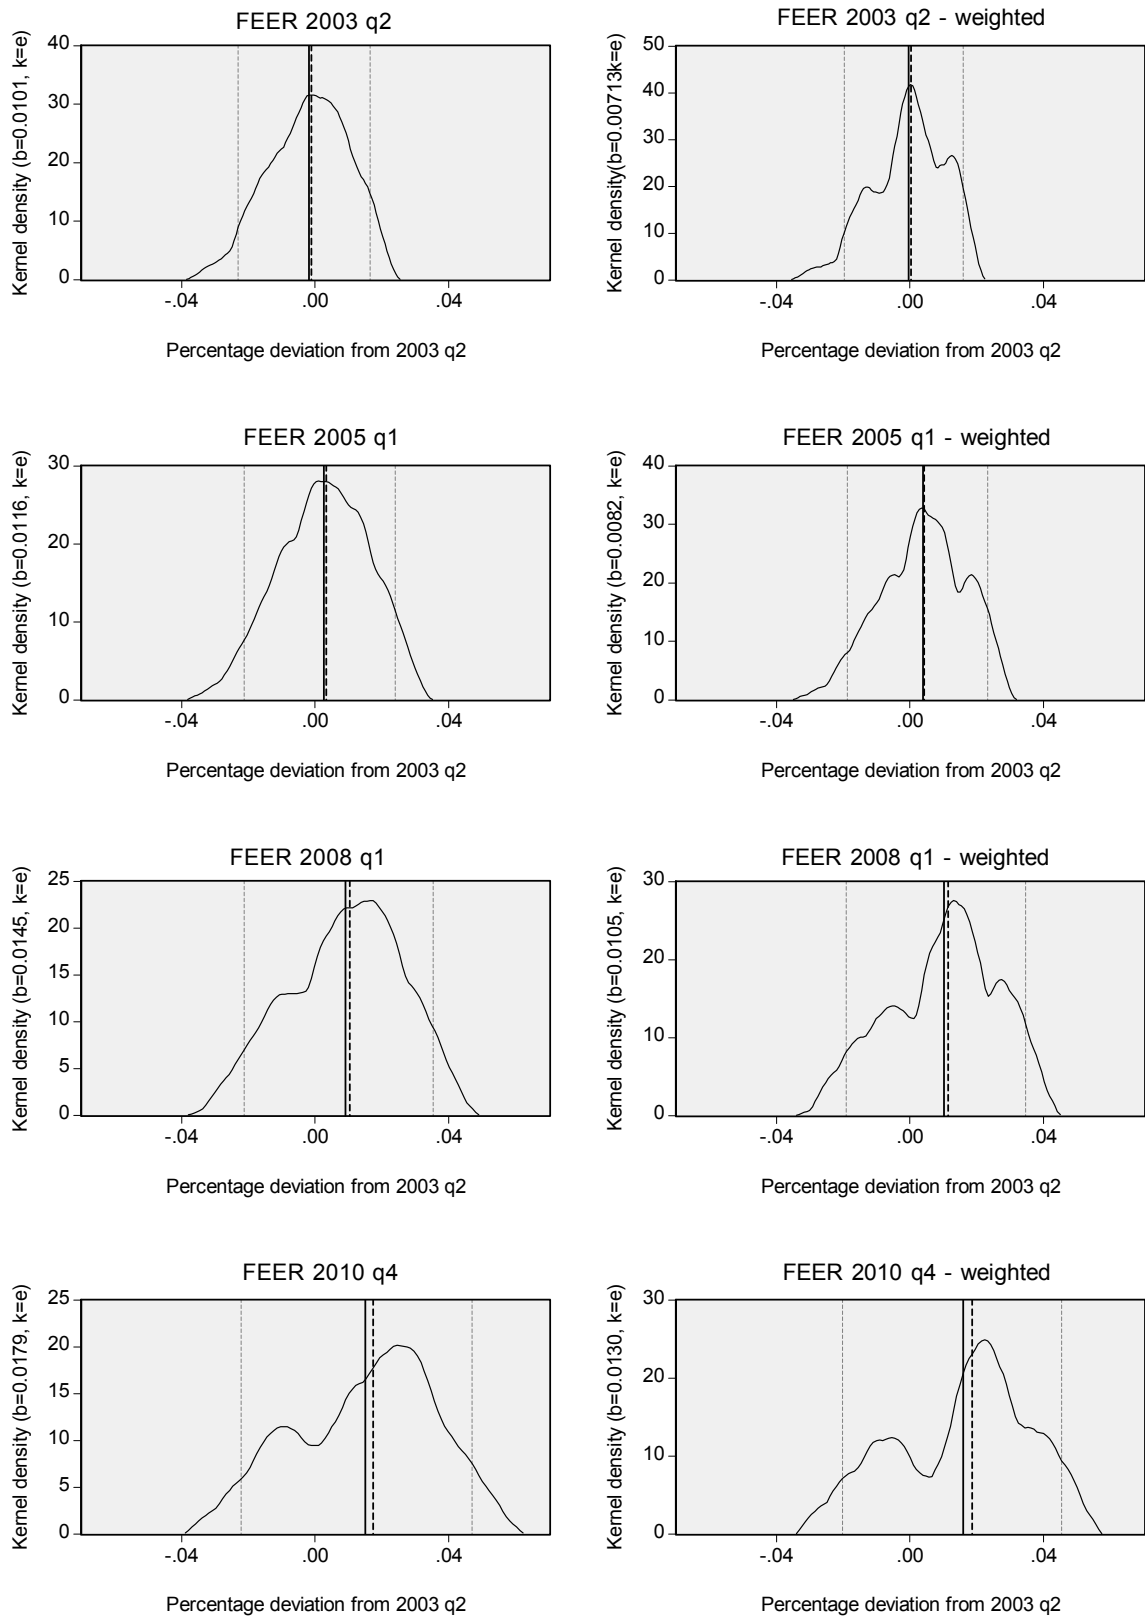 FEER 2003 q2
Kernel density (b=0.0101, k=e)
40
30
20
10
0
-.04 .00 .04
Percentage deviation from 2003 q2
FEER 2003 q2 - weighted
Kernel density(b=0.00713k=e)
50
40
30
20
10
0
-.04 .00 .04
Percentage deviation from 2003 q2
FEER 2005 q1
Kernel density (b=0.0116, k=e)
30
20
10
0
-.04 .00 .04
Percentage deviation from 2003 q2
FEER 2005 q1 - weighted
Kernel density (b=0.0082, k=e)
40
30
20
10
0
-.04 .00 .04
Percentage deviation from 2003 q2
FEER 2008 q1
Kernel density (b=0.0145, k=e)
25
20
15
10
5
0
-.04 .00 .04
Percentage deviation from 2003 q2
FEER 2008 q1 - weighted
Kernel density (b=0.0105, k=e)
30
20
10
0
-.04 .00 .04
Percentage deviation from 2003 q2
FEER 2010 q4
Kernel density (b=0.0179, k=e)
25
20
15
10
5
0
-.04 .00 .04
Percentage deviation from 2003 q2
FEER 2010 q4 - weighted
Kernel density (b=0.0130, k=e)
30
20
10
0
-.04 .00 .04
Percentage deviation from 2003 q2